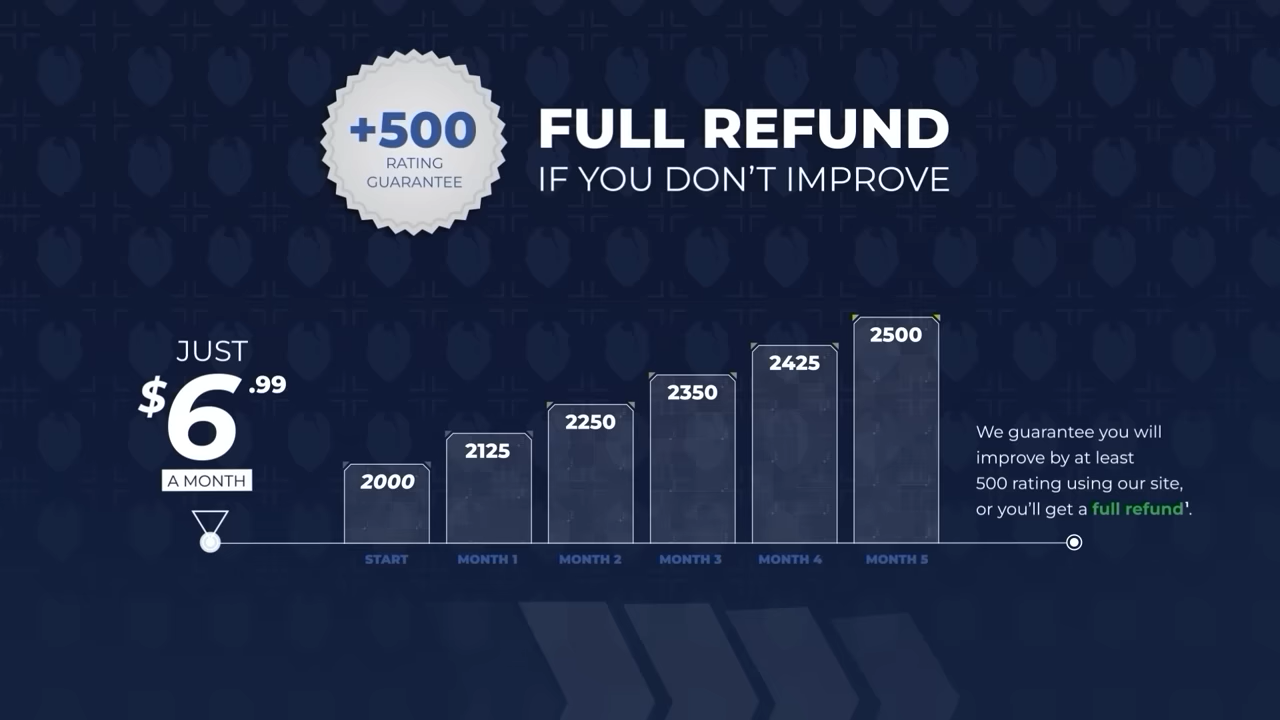 +500
RATING
GUARANTEE
FULL REFUND
IF YOU DON'T IMPROVE
JUST
$6.99
A MONTH
2000
2125
2250
2350
2425
2500
START
MONTH 1
MONTH 2
MONTH 3
MONTH 4
MONTH 5
We guarantee you will
improve by at least
500 rating using our site,
or you'll get a full refund¹.